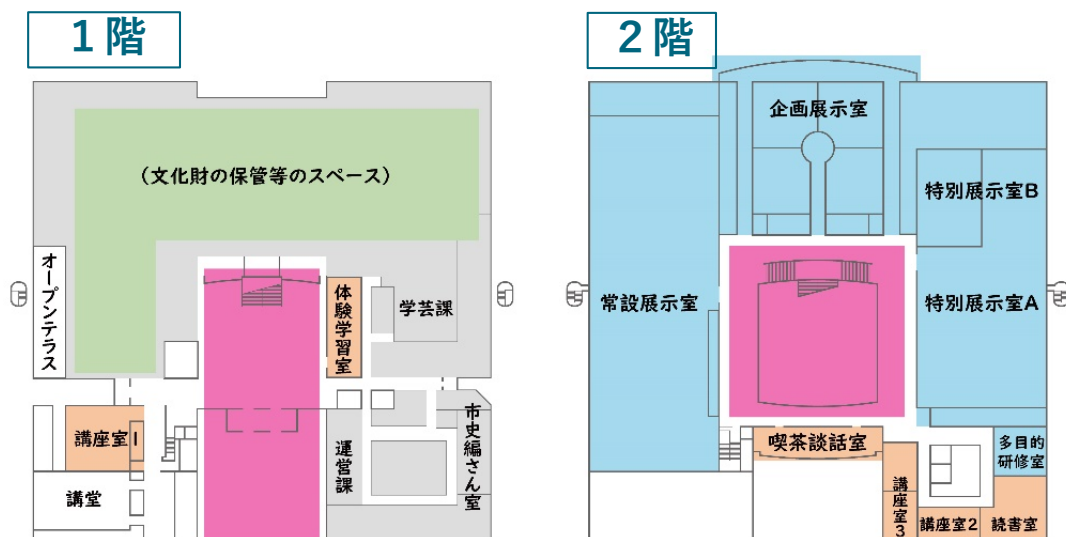 1階
(文化財の保管等のスペース)
オープンテラス
体験学習室
学芸課
講座室1
講堂
運営課
市史編さん室
2階
企画展示室
特別展示室B
常設展示室
特別展示室A
喫茶談話室
多目的
研修室
講座室3
講座室2
読書室